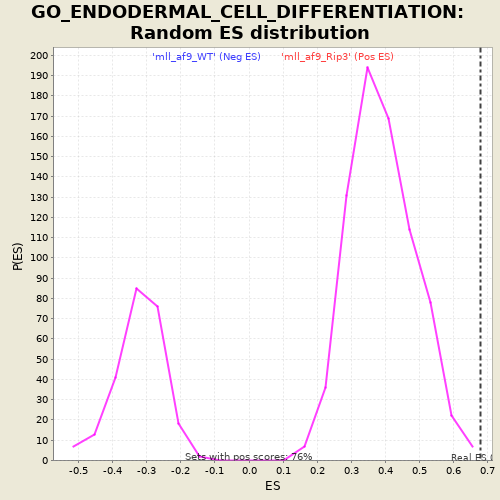 GO_ENDODERMAL_CELL_DIFFERENTIATION:
Random ES distribution
'mll_af9_WT' (Neg ES) 'mll_af9_Rip3' (Pos ES)
200
190
180
170
160
150
140
130
120
110
100
90
80
70
60
50
40
30
20
10
0
P(ES)
Sets with pos scores: 76%
Real ES
-0.5 -0.4 -0.3 -0.2 -0.1 0.0 0.1 0.2 0.3 0.4 0.5 0.6 0.7
ES